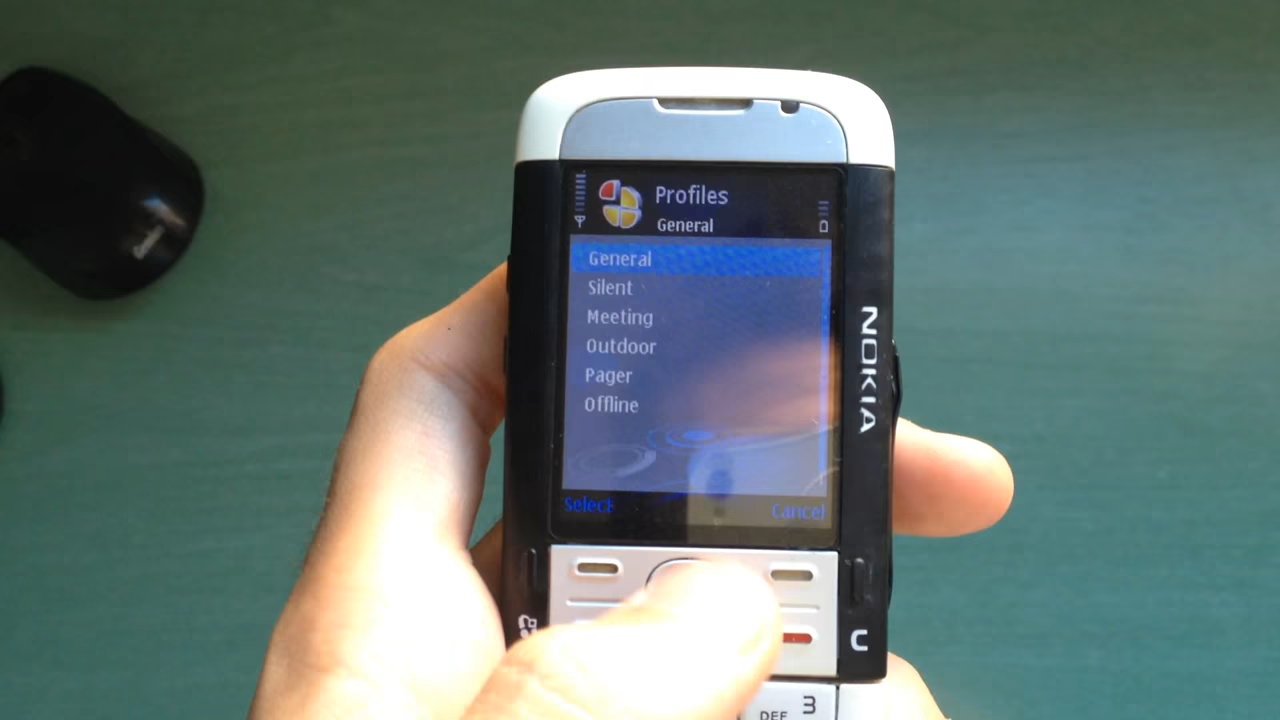 Profiles
General
General
Silent
Meeting
Outdoor
Pager
Offline
Select
Cancel
NOKIA
C
DEF 3